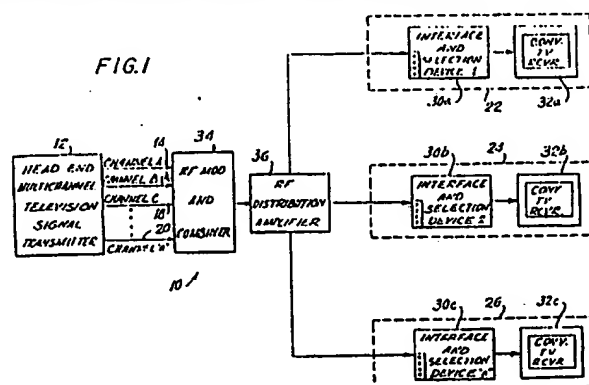 FIG.1
12
HEAD END
MULTICHANNEL
TELEVISION
SIGNAL
TRANSMITTER
14
CHANNEL A
CHANNEL B
CHANNEL C
18
20
CHANNEL "N"
34
RF MOD
AND
COMBINER
10
36
RF
DISTRIBUTION
AMPLIFIER
INTERFACE
AND
SELECTION
DEVICE 1
30a
CONV.
TV
RCVR.
32a
22
30b
INTERFACE
AND
SELECTION
DEVICE 2
32b
CONV.
TV
RCVR.
30c
26
INTERFACE
AND
SELECTION
DEVICE "N"
32c
CONV.
TV
RCVR.